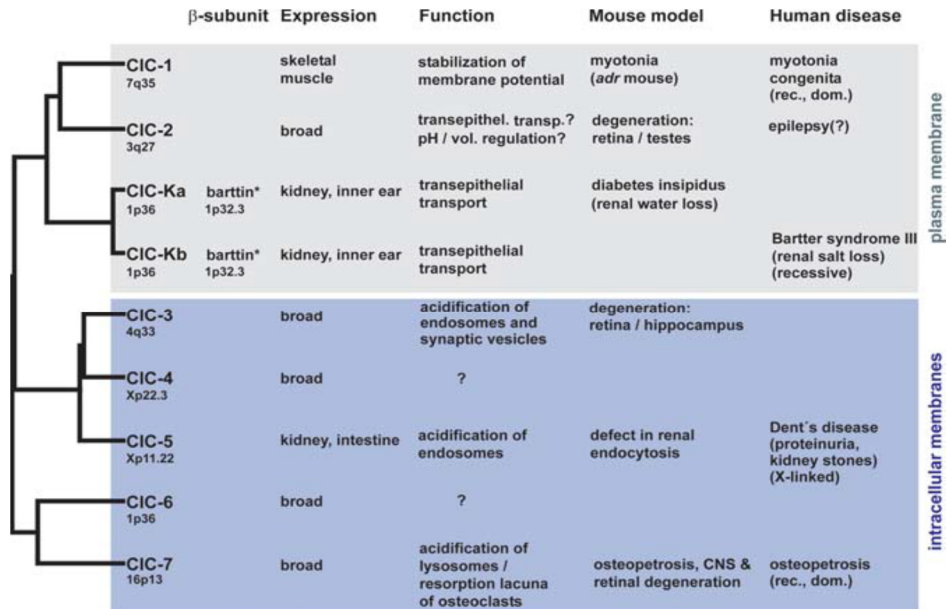 β-subunit Expression Function Mouse model Human disease
ClC-1 skeletal muscle stabilization of membrane potential myotonia (adr mouse) myotonia congenita (rec., dom.)
7q35
ClC-2 broad transepithel. transp.? pH / vol. regulation? degeneration: retina / testes epilepsy(?)
3q27
ClC-Ka barttin* kidney, inner ear transepithelial transport diabetes insipidus (renal water loss)
1p36 1p32.3
ClC-Kb barttin* kidney, inner ear transepithelial transport Bartter syndrome III (renal salt loss) (recessive)
1p36 1p32.3
plasma membrane
ClC-3 broad acidification of endosomes and synaptic vesicles degeneration: retina / hippocampus
4q33
ClC-4 broad ?
Xp22.3
ClC-5 kidney, intestine acidification of endosomes defect in renal endocytosis Dent´s disease (proteinuria, kidney stones) (X-linked)
Xp11.22
ClC-6 broad ?
1p36
ClC-7 broad acidification of lysosomes / resorption lacuna of osteoclasts osteopetrosis, CNS & retinal degeneration osteopetrosis (rec., dom.)
16p13
intracellular membranes